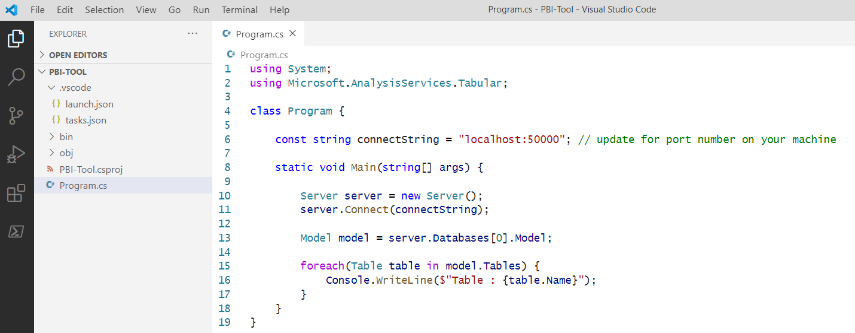 File Edit Selection View Go Run Terminal Help Program.cs - PBI-Tool - Visual Studio Code
EXPLORER ...
OPEN EDITORS
PBI-TOOL
.vscode
{} launch.json
{} tasks.json
bin
obj
PBI-Tool.csproj
C# Program.cs
C# Program.cs ×
C# Program.cs
1 using System;
2 using Microsoft.AnalysisServices.Tabular;
3
4 class Program {
5
6 const string connectString = "localhost:50000"; // update for port number on your machine
7
8 static void Main(string[] args) {
9
10 Server server = new Server();
11 server.Connect(connectString);
12
13 Model model = server.Databases[0].Model;
14
15 foreach(Table table in model.Tables) {
16 Console.WriteLine($"Table : {table.Name}");
17 }
18 }
19 }